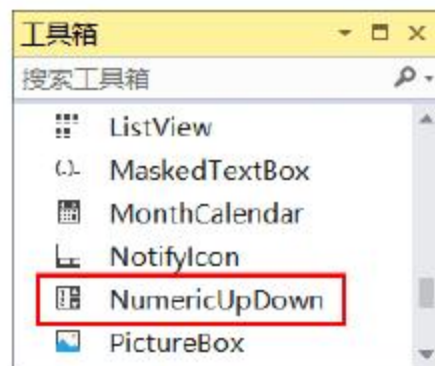 工具箱
搜索工具箱
ListView
MaskedTextBox
MonthCalendar
NotifyIcon
NumericUpDown
PictureBox